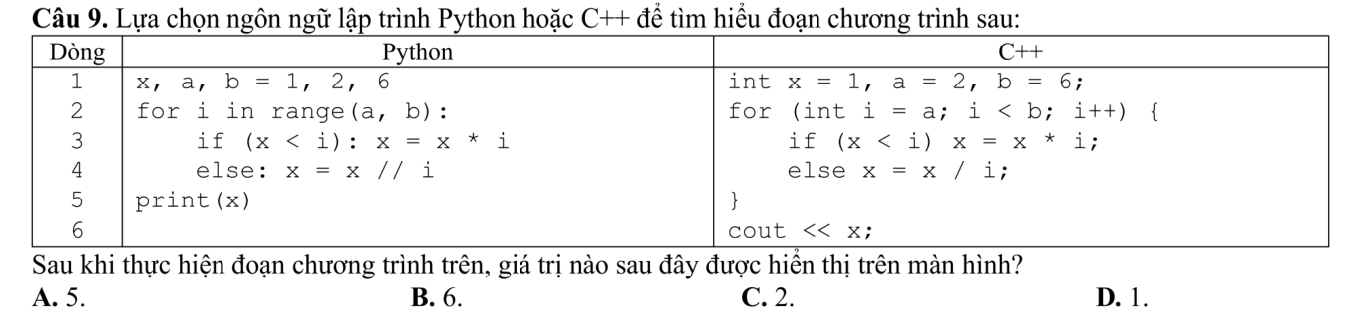 Câu 9. Lựa chọn ngôn ngữ lập trình Python hoặc C++ để tìm hiểu đoạn chương trình sau:
Dòng Python C++
1 x, a, b = 1, 2, 6 int x = 1, a = 2, b = 6;
2 for i in range(a, b): for (int i = a; i < b; i++) {
3 if (x < i): x = x * i if (x < i) x = x * i;
4 else: x = x // i else x = x / i;
5 print(x) }
6 cout << x;
Sau khi thực hiện đoạn chương trình trên, giá trị nào sau đây được hiển thị trên màn hình?
A. 5. B. 6. C. 2. D. 1.